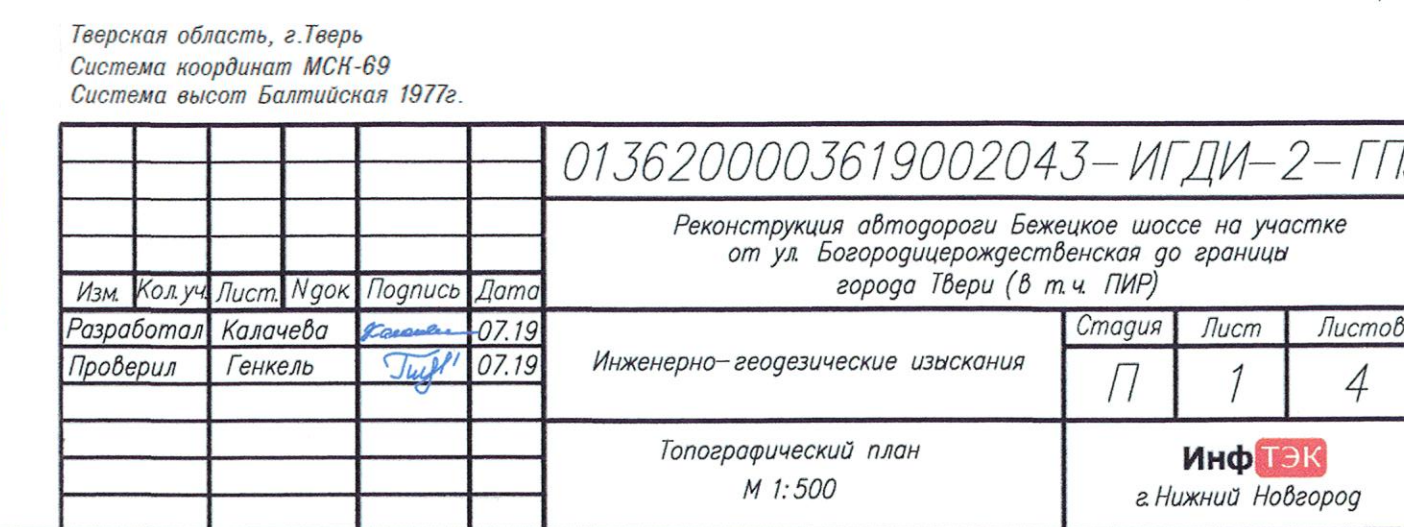 Тверская область, г.Тверь
Система координат МСК-69
Система высот Балтийская 1977г.
0136200003619002043-ИГДИ-2-ГП
Реконструкция автодороги Бежецкое шоссе на участке
от ул. Богородицерождественская до границы
города Твери (в т.ч. ПИР)
Изм. Кол.уч. Лист. Nдок Подпись Дата
Разработал Калачева 07.19
Проверил Генкель 07.19
Инженерно-геодезические изыскания
Стадия Лист Листов
П 1 4
Топографический план
М 1:500
Инф ТЭК
г.Нижний Новгород